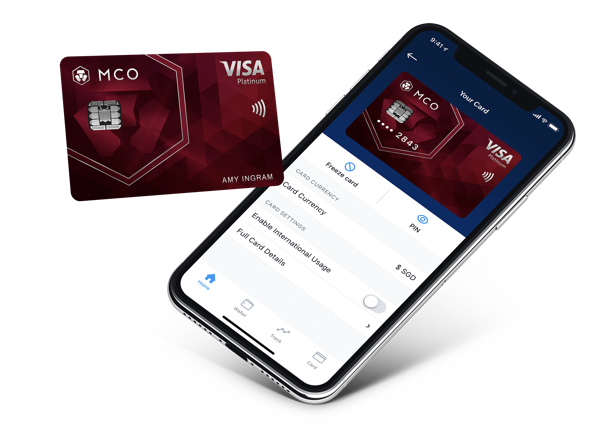 MCO
VISA
Platinum
AMY INGRAM
9:41
Your Card
MCO
•••• 2843
VISA
Platinum
Freeze card
PIN
CARD CURRENCY
Card Currency
$ SGD
CARD SETTINGS
Enable International Usage
Full Card Details
Home
Wallet
Track
Card